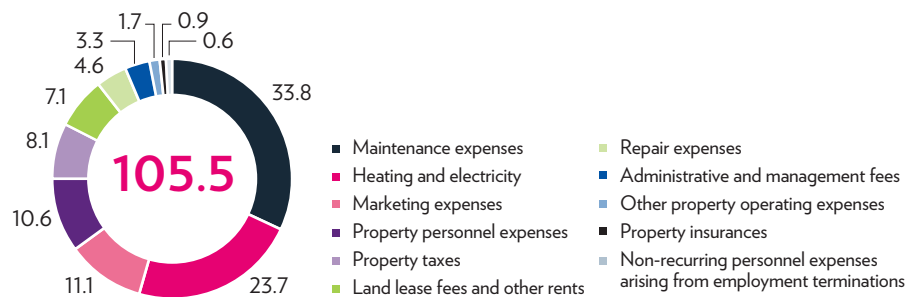 1.7
0.9
3.3
0.6
4.6
33.8
7.1
8.1
105.5
10.6
11.1
23.7
Maintenance expenses
Heating and electricity
Marketing expenses
Property personnel expenses
Property taxes
Land lease fees and other rents
Repair expenses
Administrative and management fees
Other property operating expenses
Property insurances
Non-recurring personnel expenses
arising from employment terminations